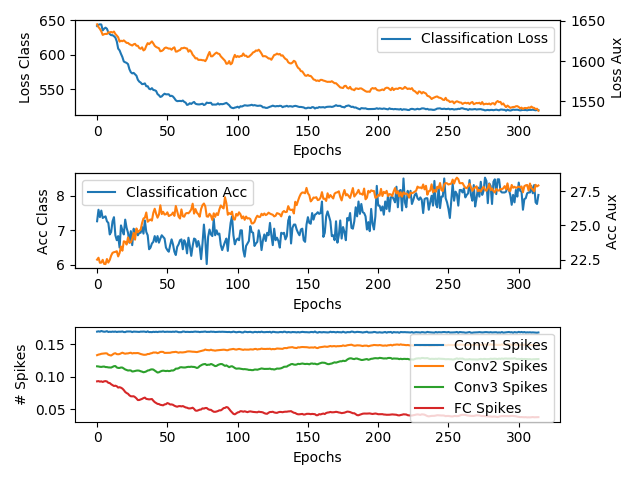 650
600
550
Loss Class
1650
1600
1550
Loss Aux
Classification Loss
0 50 100 150 200 250 300
Epochs
8
7
6
Acc Class
27.5
25.0
22.5
Acc Aux
Classification Acc
0 50 100 150 200 250 300
Epochs
0.15
0.10
0.05
# Spikes
Conv1 Spikes
Conv2 Spikes
Conv3 Spikes
FC Spikes
0 50 100 150 200 250 300
Epochs